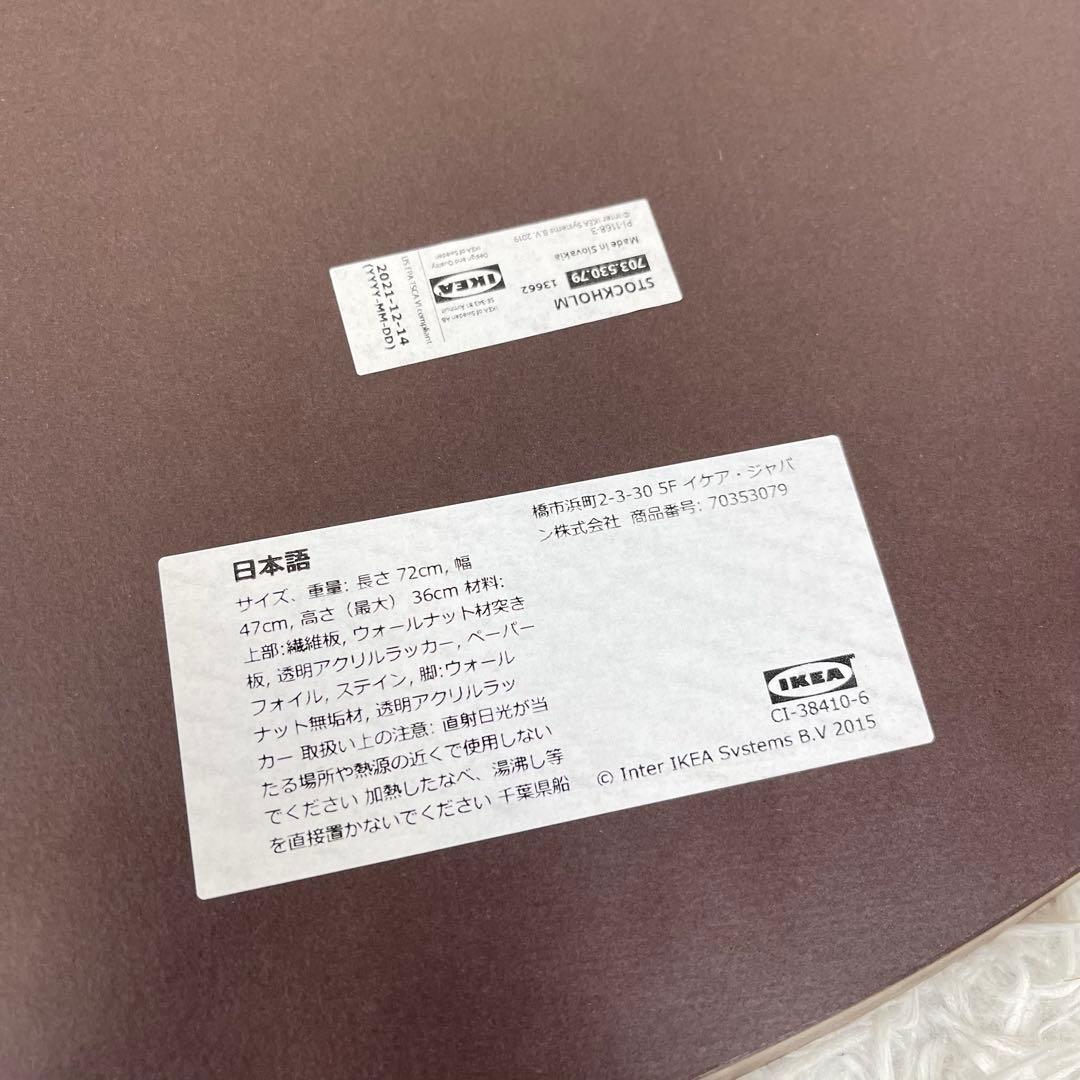 STOCKHOLM
703.530.79 13662
Made in Slovakia
PI-1168-3
© Inter IKEA Systems B.V. 2019
IKEA
IKEA of Sweden AB
SE-343 81 Älmhult
Design and Quality
IKEA of Sweden
US EPA TSCA VI compliant
2021-12-14
(YYYY-MM-DD)
日本語
サイズ、重量: 長さ 72cm, 幅
47cm, 高さ（最大） 36cm 材料:
上部:繊維板, ウォールナット材突き
板, 透明アクリルラッカー, ペーパー
フォイル, ステイン, 脚:ウォール
ナット無垢材, 透明アクリルラッ
カー 取扱い上の注意: 直射日光が当
たる場所や熱源の近くで使用しない
でください 加熱したなべ、湯沸し等
を直接置かないでください 千葉県船
橋市浜町2-3-30 5F イケア・ジャパ
ン株式会社 商品番号: 70353079
IKEA
CI-38410-6
© Inter IKEA Systems B.V 2015